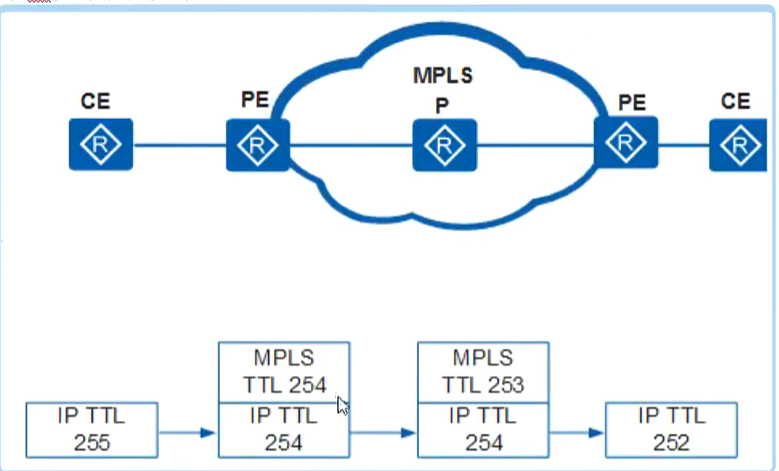 MPLS
CE
PE
P
PE
CE
R
R
R
R
R
MPLS
TTL 254
MPLS
TTL 253
IP TTL
255
IP TTL
254
IP TTL
254
IP TTL
252